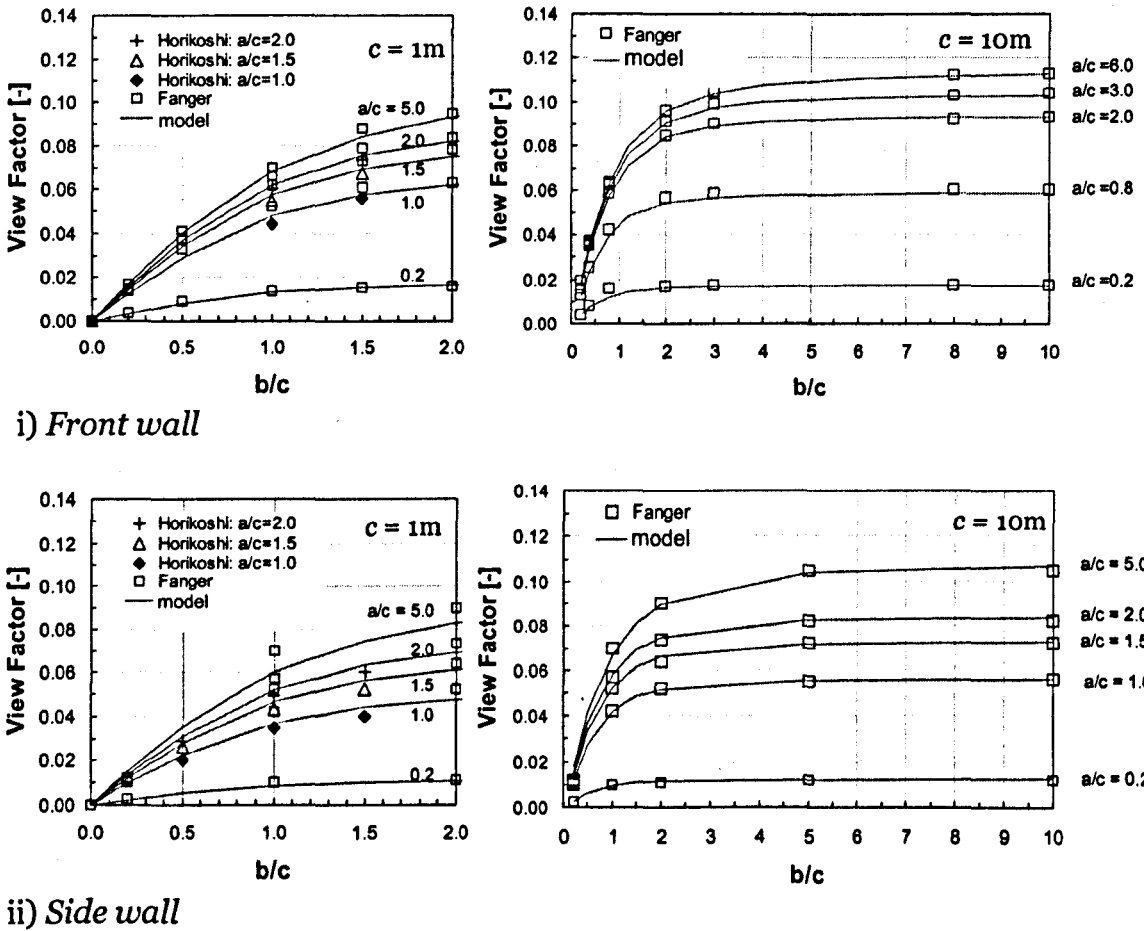 0.14
0.12
0.10
0.08
0.06
0.04
0.02
0.00
View Factor [-]
+ Horikoshi: a/c=2.0
△ Horikoshi: a/c=1.5
◆ Horikoshi: a/c=1.0
□ Fanger
— model
c = 1m
a/c= 5.0
2.0
1.5
1.0
0.2
0.0 0.5 1.0 1.5 2.0
b/c
0.14
0.12
0.10
0.08
0.06
0.04
0.02
0.00
View Factor [-]
□ Fanger
— model
c = 10m
a/c =6.0
a/c =3.0
a/c =2.0
a/c =0.8
a/c =0.2
0 1 2 3 4 5 6 7 8 9 10
b/c
i) Front wall
0.14
0.12
0.10
0.08
0.06
0.04
0.02
0.00
View Factor [-]
+ Horikoshi: a/c=2.0
△ Horikoshi: a/c=1.5
◆ Horikoshi: a/c=1.0
□ Fanger
— model
c = 1m
a/c = 5.0
2.0
1.5
1.0
0.2
0.0 0.5 1.0 1.5 2.0
b/c
0.14
0.12
0.10
0.08
0.06
0.04
0.02
0.00
View Factor [-]
□ Fanger
— model
c = 10m
a/c = 5.0
a/c = 2.0
a/c = 1.5
a/c = 1.0
a/c = 0.2
0 1 2 3 4 5 6 7 8 9 10
b/c
ii) Side wall